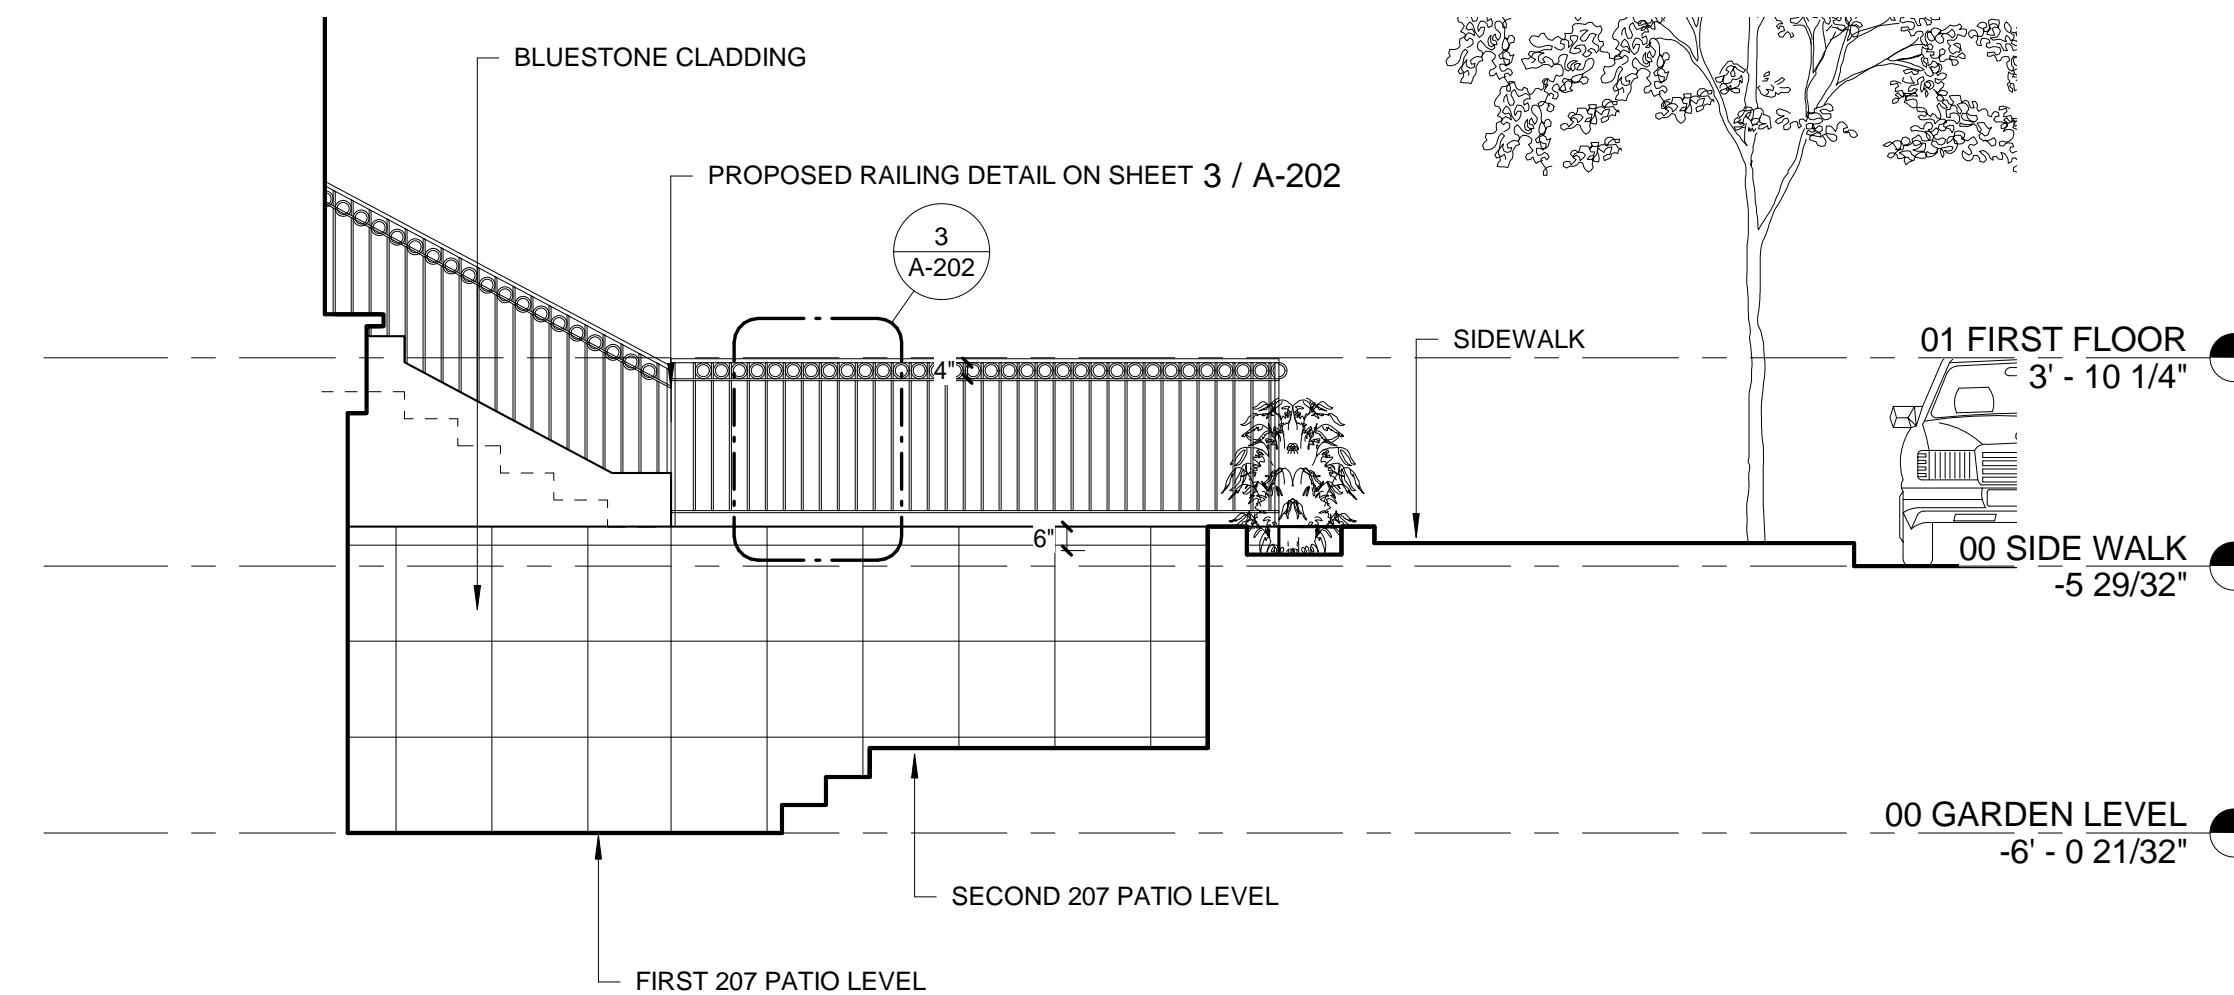 BLUESTONE CLADDING
PROPOSED RAILING DETAIL ON SHEET 3 / A-202
3
A-202
SIDEWALK
01 FIRST FLOOR
3' - 10 1/4"
4"
6"
00 SIDE WALK
-5 29/32"
00 GARDEN LEVEL
-6' - 0 21/32"
SECOND 207 PATIO LEVEL
FIRST 207 PATIO LEVEL